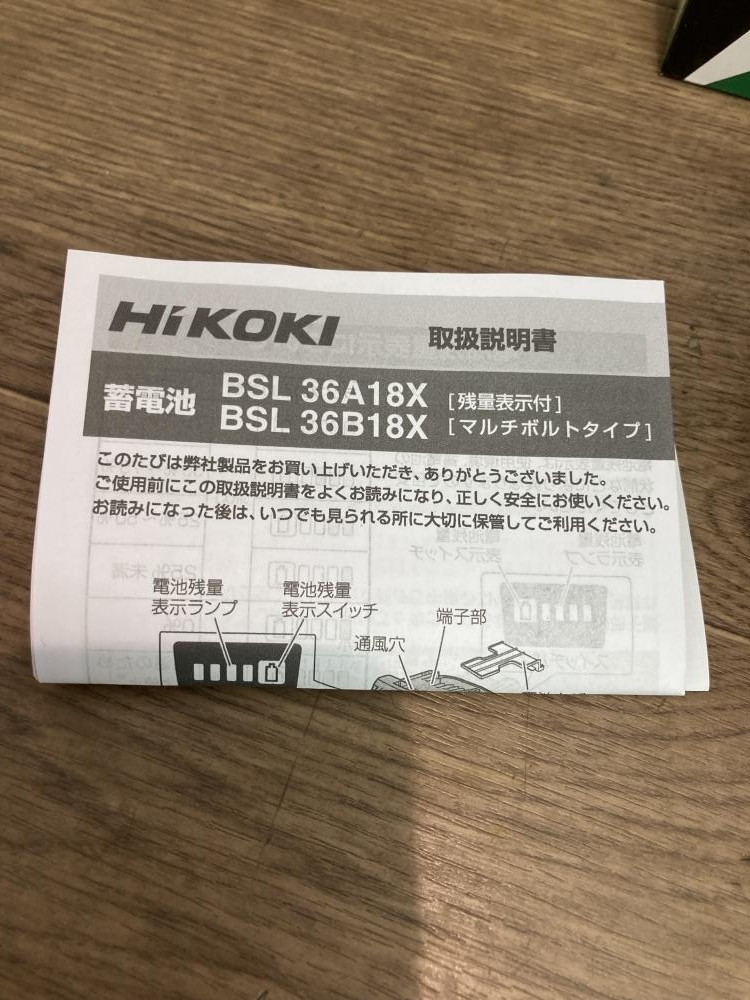 HiKOKI 取扱説明書
蓄電池 BSL 36A18X [残量表示付]
BSL 36B18X [マルチボルトタイプ]
このたびは弊社製品をお買い上げいただき、ありがとうございました。
ご使用前にこの取扱説明書をよくお読みになり、正しく安全にお使いください。
お読みになった後は、いつでも見られる所に大切に保管してご利用ください。
電池残量
表示ランプ
電池残量
表示スイッチ
通風穴
端子部